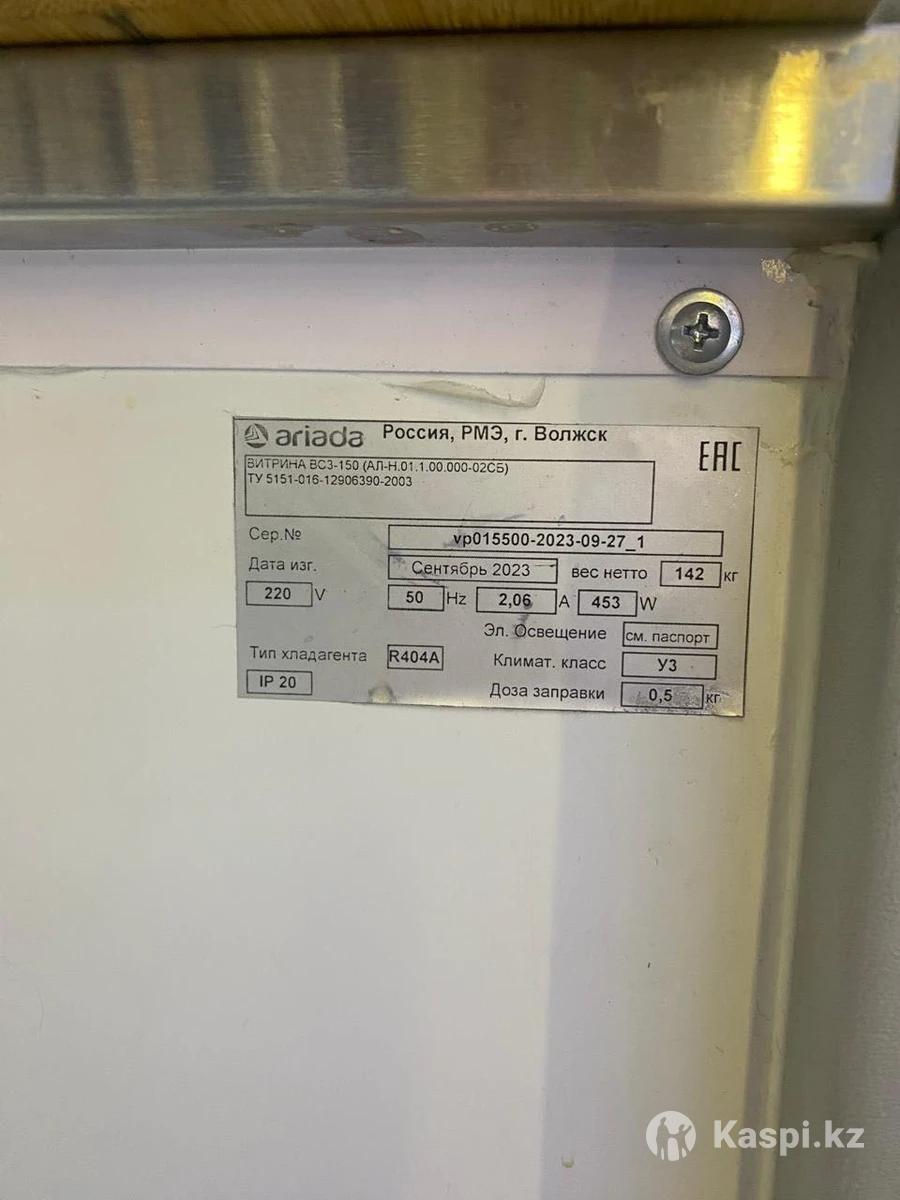 ariada Россия, РМЭ, г. Волжск
EAC
ВИТРИНА ВС3-150 (АЛ-Н.01.1.00.000-02СБ)
ТУ 5151-016-12906390-2003
Сер.№ vp015500-2023-09-27_1
Дата изг. Сентябрь 2023 вес нетто 142 кг
220 V 50 Hz 2,06 A 453 W
Эл. Освещение см. паспорт
Тип хладагента R404A Климат. класс У3
IP 20 Доза заправки 0,5 кг
Kaspi.kz